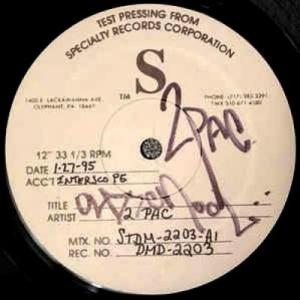 TEST PRESSING FROM
SPECIALTY RECORDS CORPORATION
S
TM
1400 E. LACKAWANNA AVE.
OLYPHANT, PA 18447
PHONE: (717) 383 3291
TWX 510 671 4580
2PAC
12" 33 1/3 RPM
DATE 1-27-95
ACC'T INTERSCOPE
TITLE
ARTIST 2 PAC
MTX. NO. STDM-2203-A1
REC. NO. DMD-2203